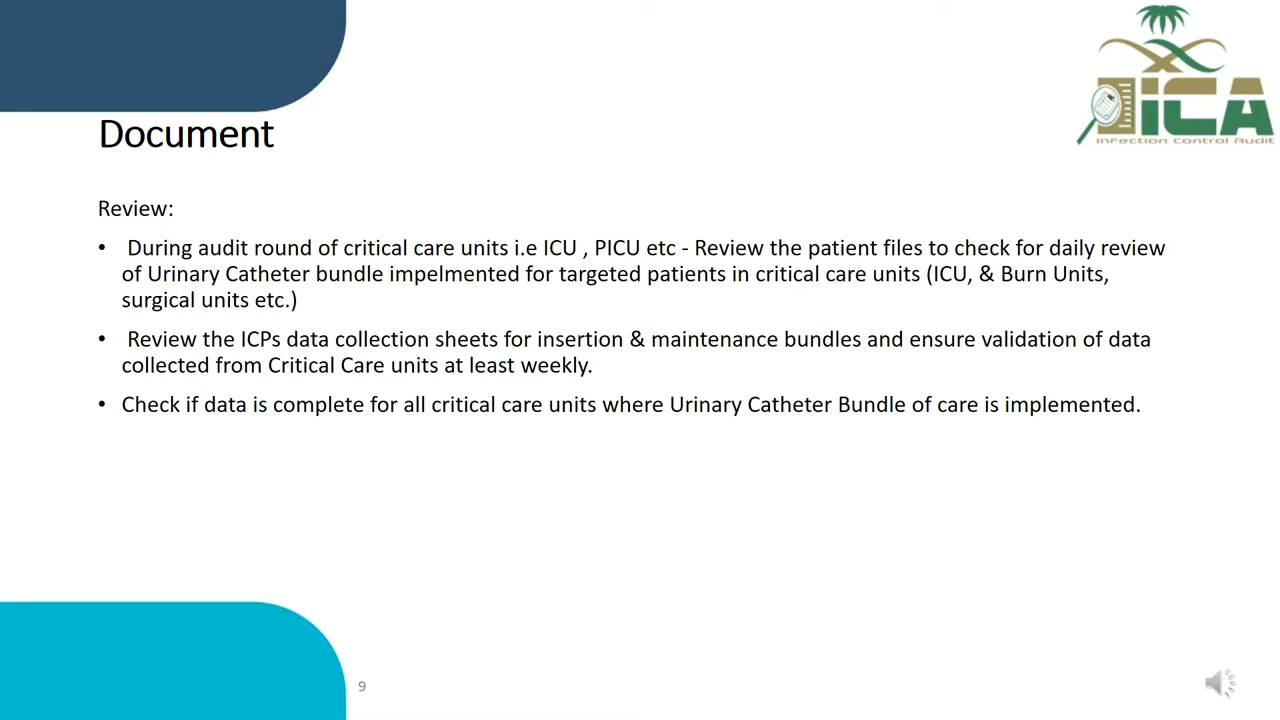 iCA
Infection Control Audit
Document
Review:
• During audit round of critical care units i.e ICU , PICU etc - Review the patient files to check for daily review
of Urinary Catheter bundle impelmented for targeted patients in critical care units (ICU, & Burn Units,
surgical units etc.)
• Review the ICPs data collection sheets for insertion & maintenance bundles and ensure validation of data
collected from Critical Care units at least weekly.
• Check if data is complete for all critical care units where Urinary Catheter Bundle of care is implemented.
9